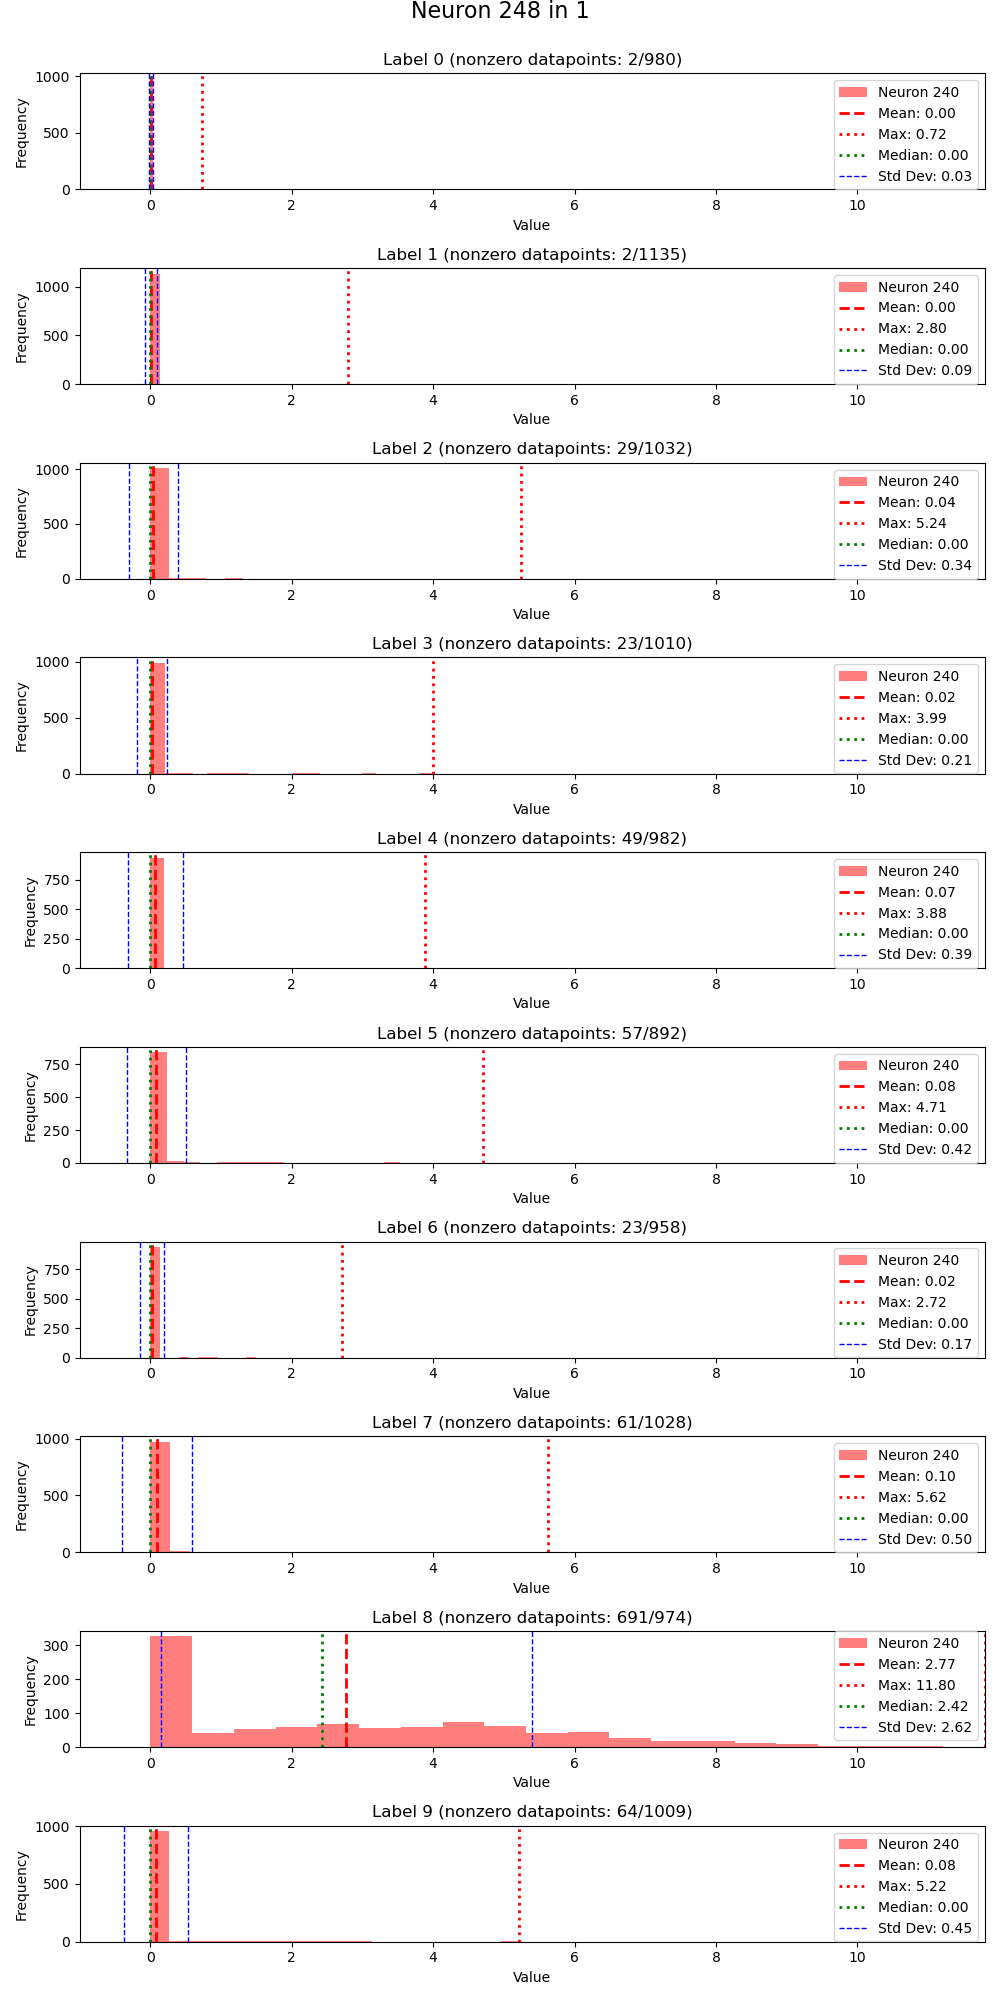 Neuron 248 in 1
Label 0 (nonzero datapoints: 2/980)
1000
500
0
Frequency
Neuron 240
Mean: 0.00
Max: 0.72
Median: 0.00
Std Dev: 0.03
0 2 4 6 8 10
Value
Label 1 (nonzero datapoints: 2/1135)
1000
500
0
Frequency
Neuron 240
Mean: 0.00
Max: 2.80
Median: 0.00
Std Dev: 0.09
0 2 4 6 8 10
Value
Label 2 (nonzero datapoints: 29/1032)
1000
500
0
Frequency
Neuron 240
Mean: 0.04
Max: 5.24
Median: 0.00
Std Dev: 0.34
0 2 4 6 8 10
Value
Label 3 (nonzero datapoints: 23/1010)
1000
500
0
Frequency
Neuron 240
Mean: 0.02
Max: 3.99
Median: 0.00
Std Dev: 0.21
0 2 4 6 8 10
Value
Label 4 (nonzero datapoints: 49/982)
750
500
250
0
Frequency
Neuron 240
Mean: 0.07
Max: 3.88
Median: 0.00
Std Dev: 0.39
0 2 4 6 8 10
Value
Label 5 (nonzero datapoints: 57/892)
750
500
250
0
Frequency
Neuron 240
Mean: 0.08
Max: 4.71
Median: 0.00
Std Dev: 0.42
0 2 4 6 8 10
Value
Label 6 (nonzero datapoints: 23/958)
750
500
250
0
Frequency
Neuron 240
Mean: 0.02
Max: 2.72
Median: 0.00
Std Dev: 0.17
0 2 4 6 8 10
Value
Label 7 (nonzero datapoints: 61/1028)
1000
500
0
Frequency
Neuron 240
Mean: 0.10
Max: 5.62
Median: 0.00
Std Dev: 0.50
0 2 4 6 8 10
Value
Label 8 (nonzero datapoints: 691/974)
300
200
100
0
Frequency
Neuron 240
Mean: 2.77
Max: 11.80
Median: 2.42
Std Dev: 2.62
0 2 4 6 8 10
Value
Label 9 (nonzero datapoints: 64/1009)
1000
500
0
Frequency
Neuron 240
Mean: 0.08
Max: 5.22
Median: 0.00
Std Dev: 0.45
0 2 4 6 8 10
Value